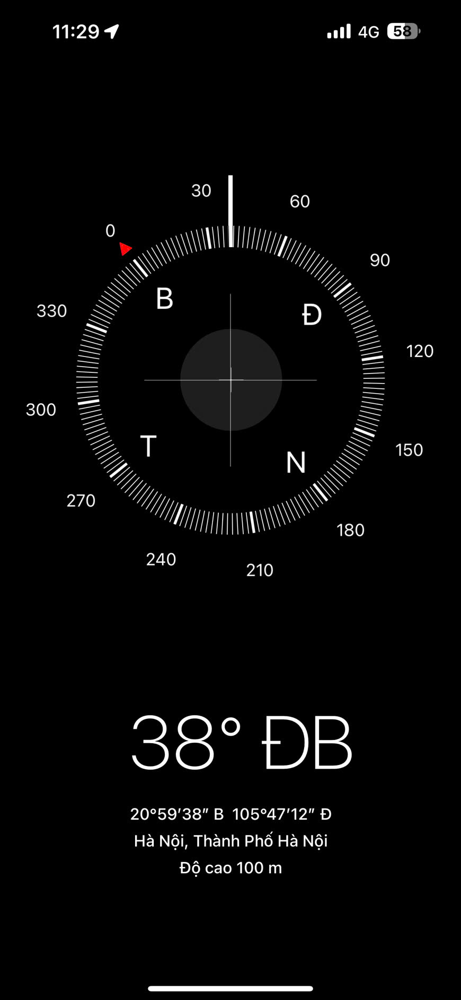 11:29 4G 58
30
60
0
90
B
Đ
330
120
300
T
N
150
270
180
240
210
38° ĐB
20°59’38” B 105°47’12” Đ
Hà Nội, Thành Phố Hà Nội
Độ cao 100 m